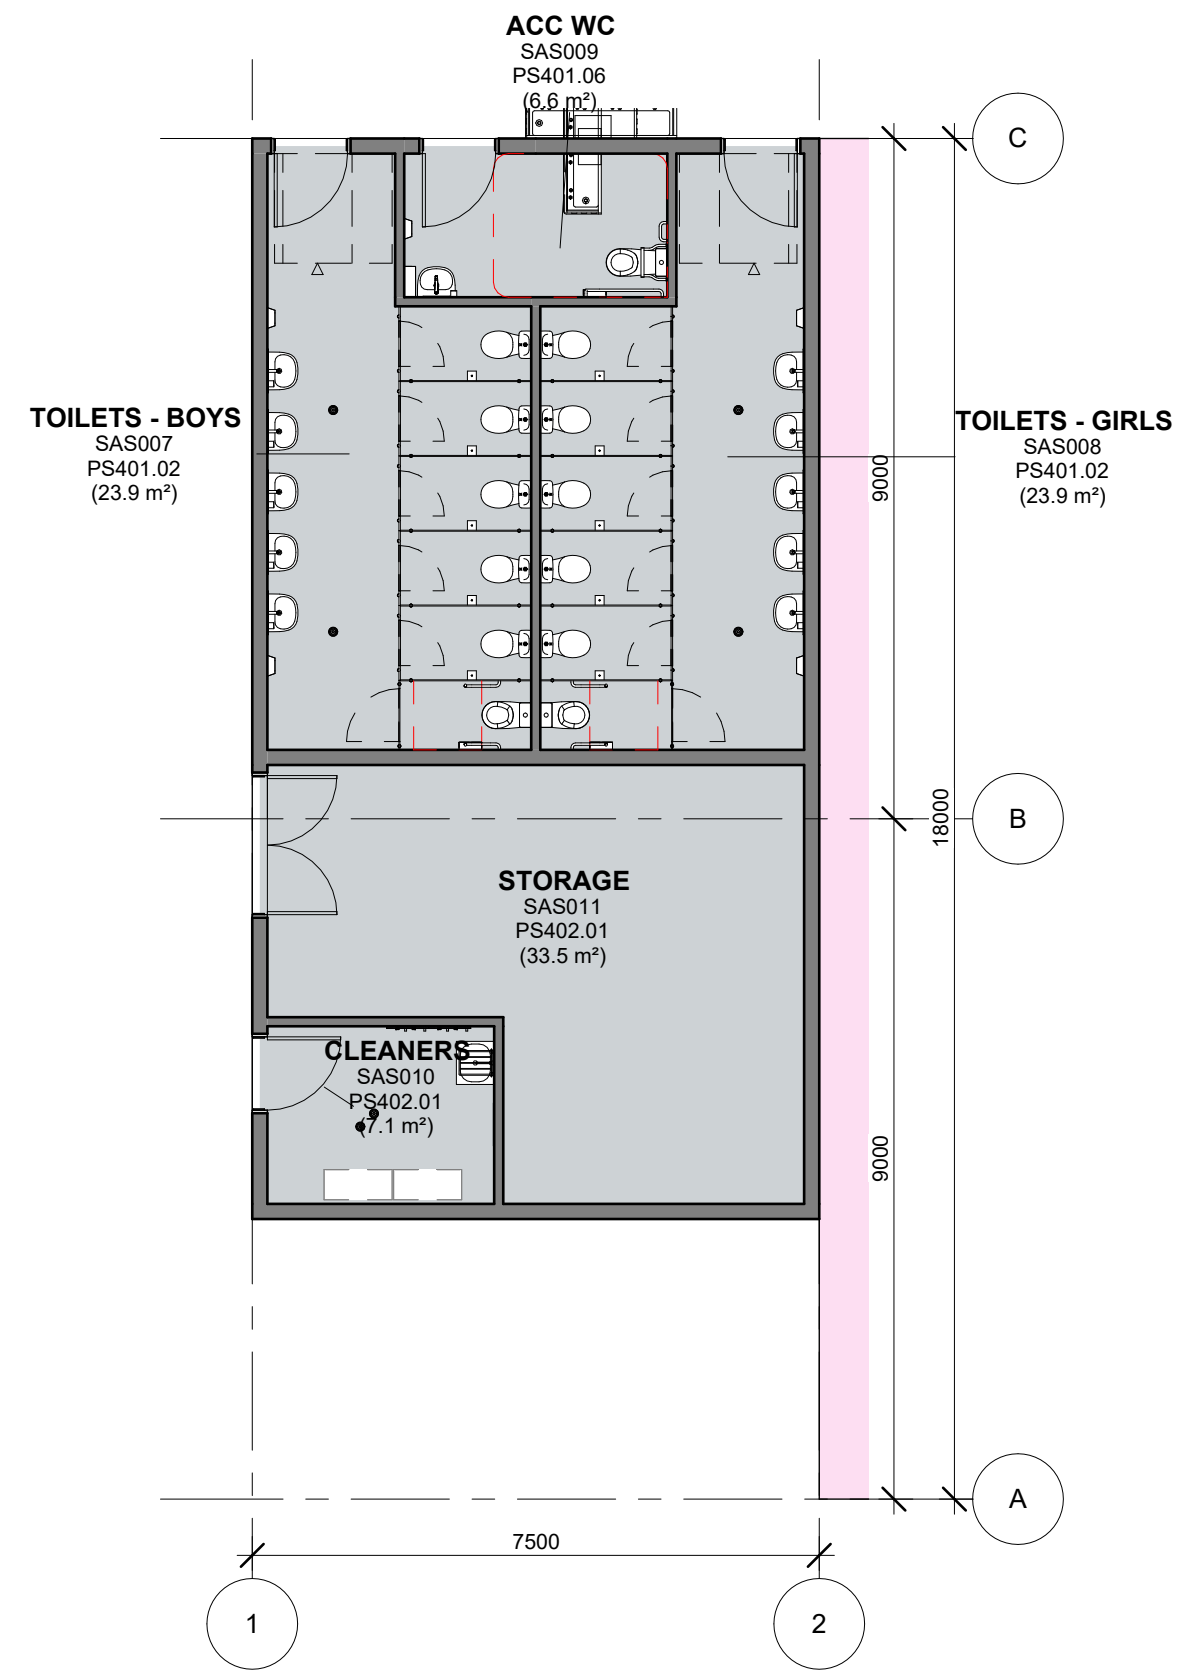 ACC WC
SAS009
PS401.06
(6.6 m²)
C
TOILETS - BOYS
SAS007
PS401.02
(23.9 m²)
TOILETS - GIRLS
SAS008
PS401.02
(23.9 m²)
9000
18000
B
STORAGE
SAS011
PS402.01
(33.5 m²)
CLEANERS
SAS010
PS402.01
(7.1 m²)
9000
A
7500
1
2